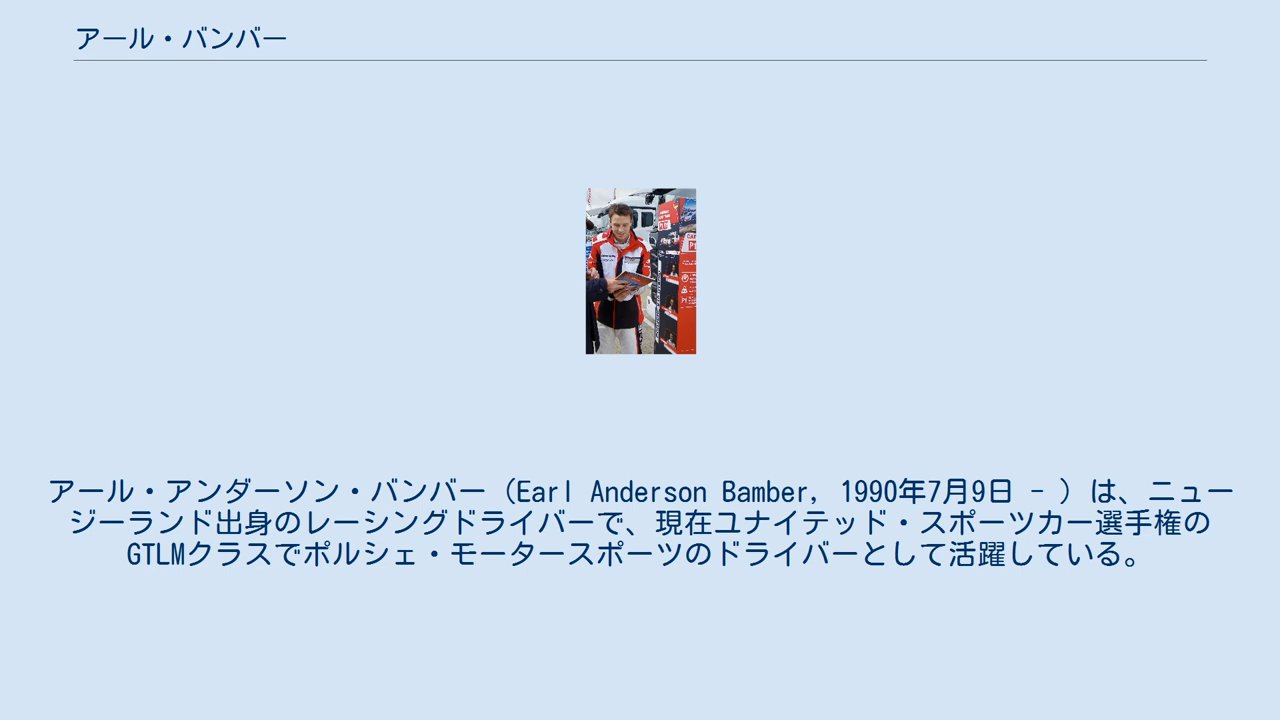 アール・バンバー
アール・アンダーソン・バンバー（Earl Anderson Bamber, 1990年7月9日 - ）は、ニュー
ジーランド出身のレーシングドライバーで、現在ユナイテッド・スポーツカー選手権の
GTLMクラスでポルシェ・モータースポーツのドライバーとして活躍している。